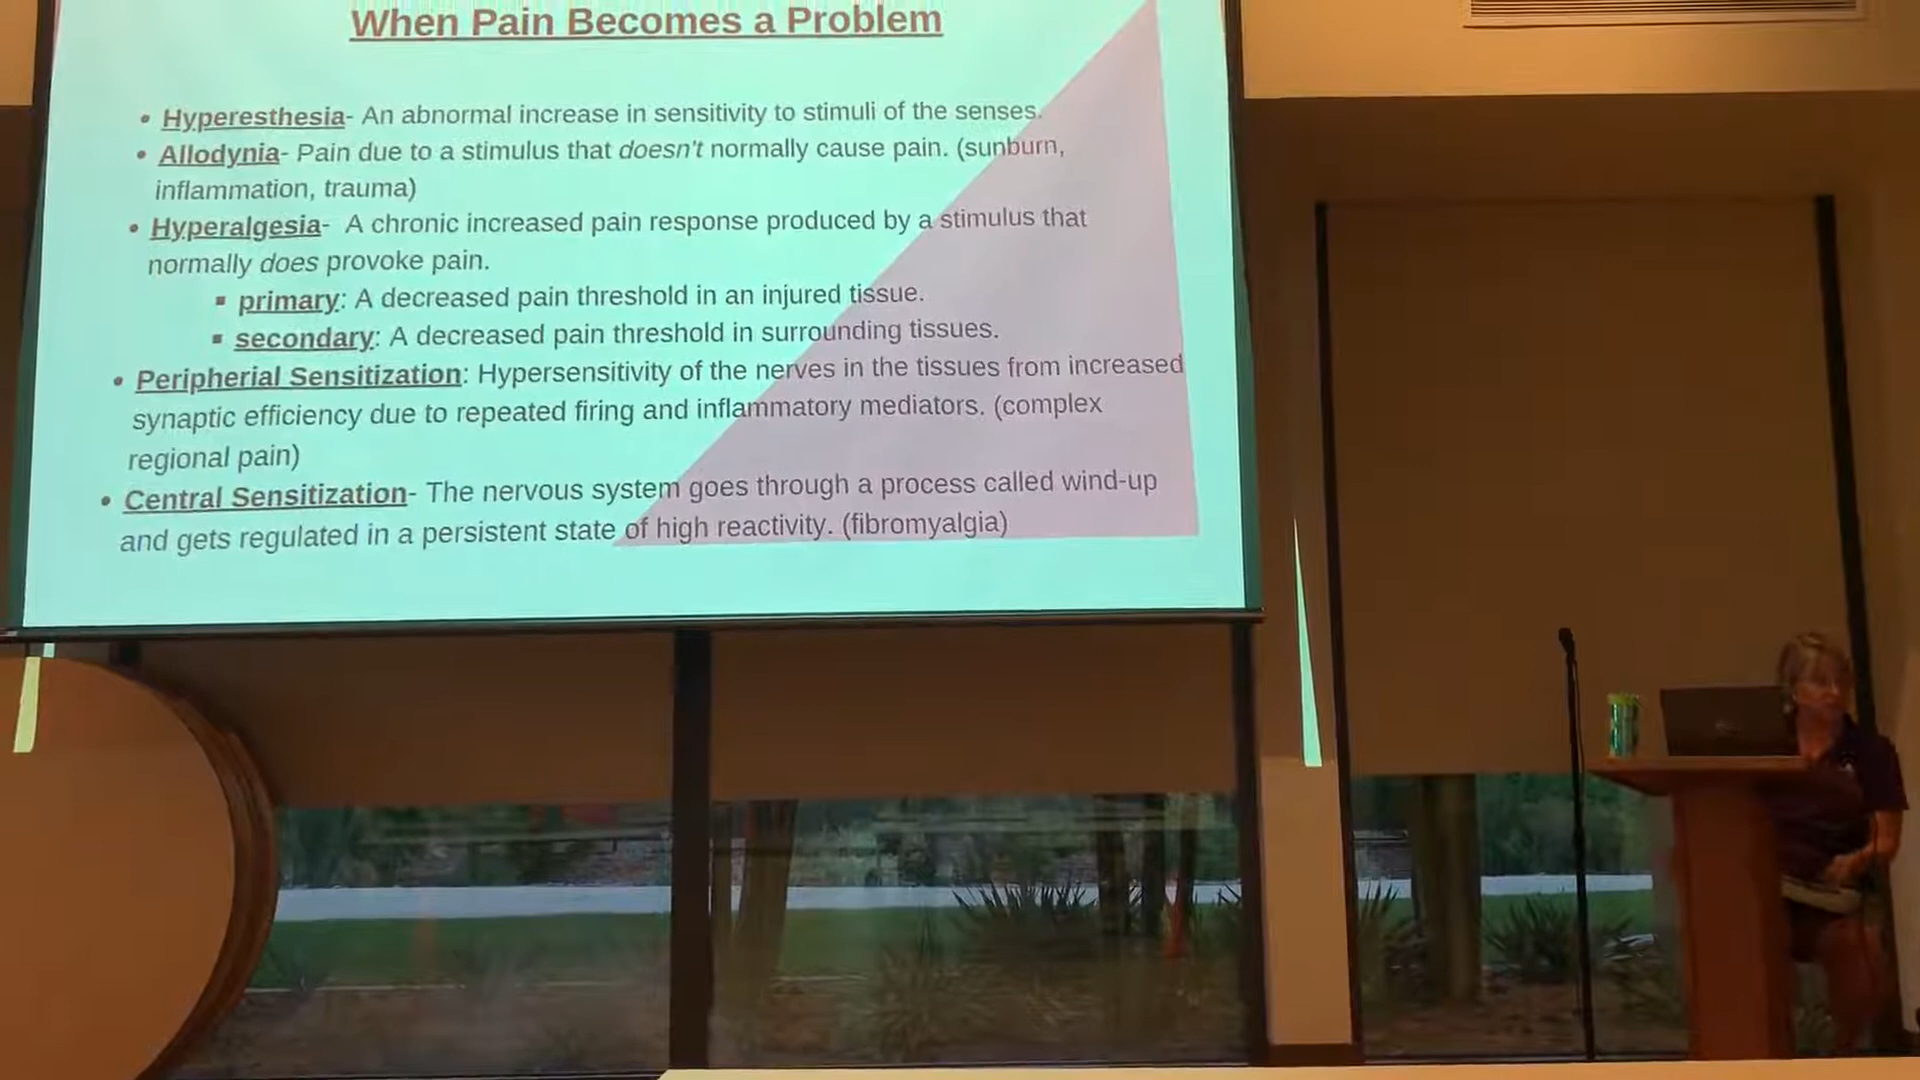 When Pain Becomes a Problem
• Hyperesthesia- An abnormal increase in sensitivity to stimuli of the senses.
• Allodynia- Pain due to a stimulus that doesn't normally cause pain. (sunburn,
inflammation, trauma)
• Hyperalgesia- A chronic increased pain response produced by a stimulus that
normally does provoke pain.
▪ primary: A decreased pain threshold in an injured tissue.
▪ secondary: A decreased pain threshold in surrounding tissues.
• Peripherial Sensitization: Hypersensitivity of the nerves in the tissues from increased
synaptic efficiency due to repeated firing and inflammatory mediators. (complex
regional pain)
• Central Sensitization- The nervous system goes through a process called wind-up
and gets regulated in a persistent state of high reactivity. (fibromyalgia)